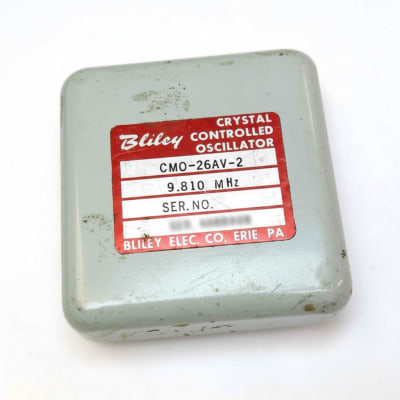 Bliley
CRYSTAL
CONTROLLED
OSCILLATOR
CMO-26AV-2
9.810 MHz
SER.NO.
BLILEY ELEC. CO. ERIE, PA.